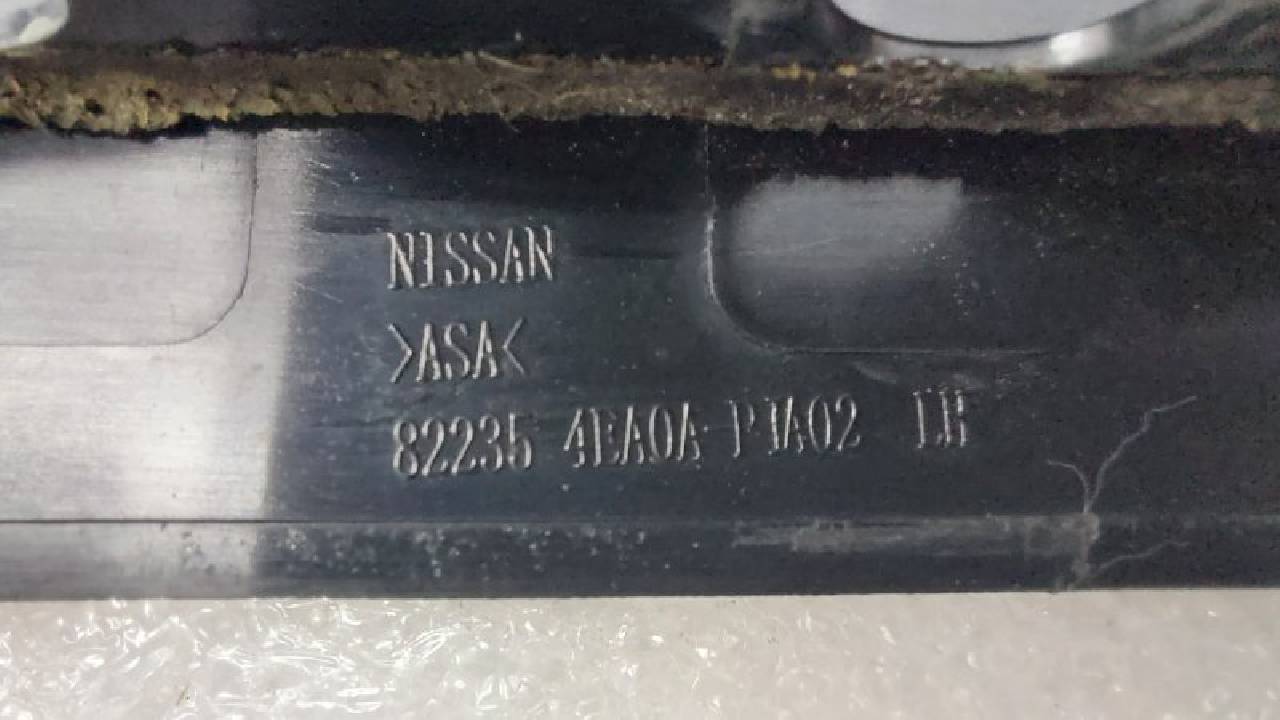 NISSAN
>ASA<
82235 4EA0A PIA02 LH